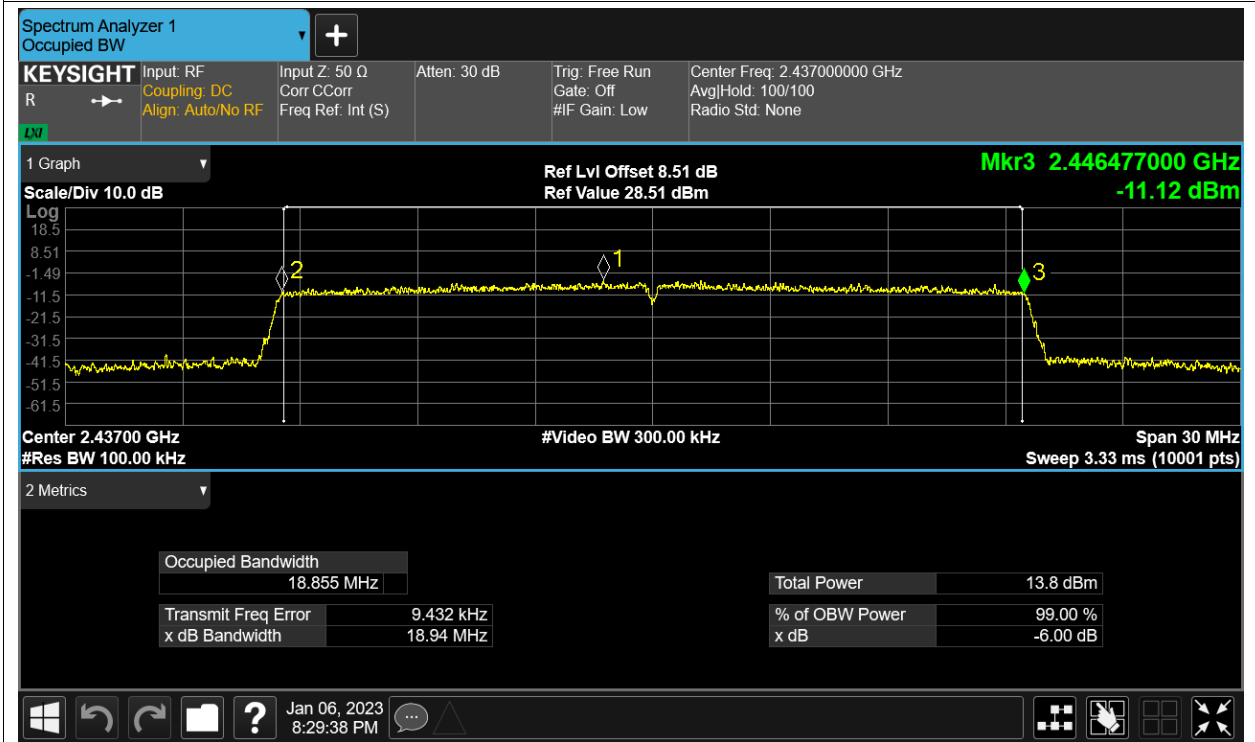 Spectrum Analyzer 1
Occupied BW
KEYSIGHT Input: RF Input Z: 50 Ω Atten: 30 dB Trig: Free Run Center Freq: 2.437000000 GHz
R Coupling: DC Corr CCorr Gate: Off Avg|Hold: 100/100
Align: Auto/No RF Freq Ref: Int (S) #IF Gain: Low Radio Std: None
LXI
1 Graph Ref Lvl Offset 8.51 dB Mkr3 2.446477000 GHz
Scale/Div 10.0 dB Ref Value 28.51 dBm -11.12 dBm
Log
18.5
8.51
1
-1.49
2
3
-11.5
-21.5
-31.5
-41.5
-51.5
-61.5
Center 2.43700 GHz #Video BW 300.00 kHz Span 30 MHz
#Res BW 100.00 kHz Sweep 3.33 ms (10001 pts)
2 Metrics
Occupied Bandwidth
18.855 MHz Total Power 13.8 dBm
Transmit Freq Error 9.432 kHz % of OBW Power 99.00 %
x dB Bandwidth 18.94 MHz x dB -6.00 dB
? Jan 06, 2023
8:29:38 PM